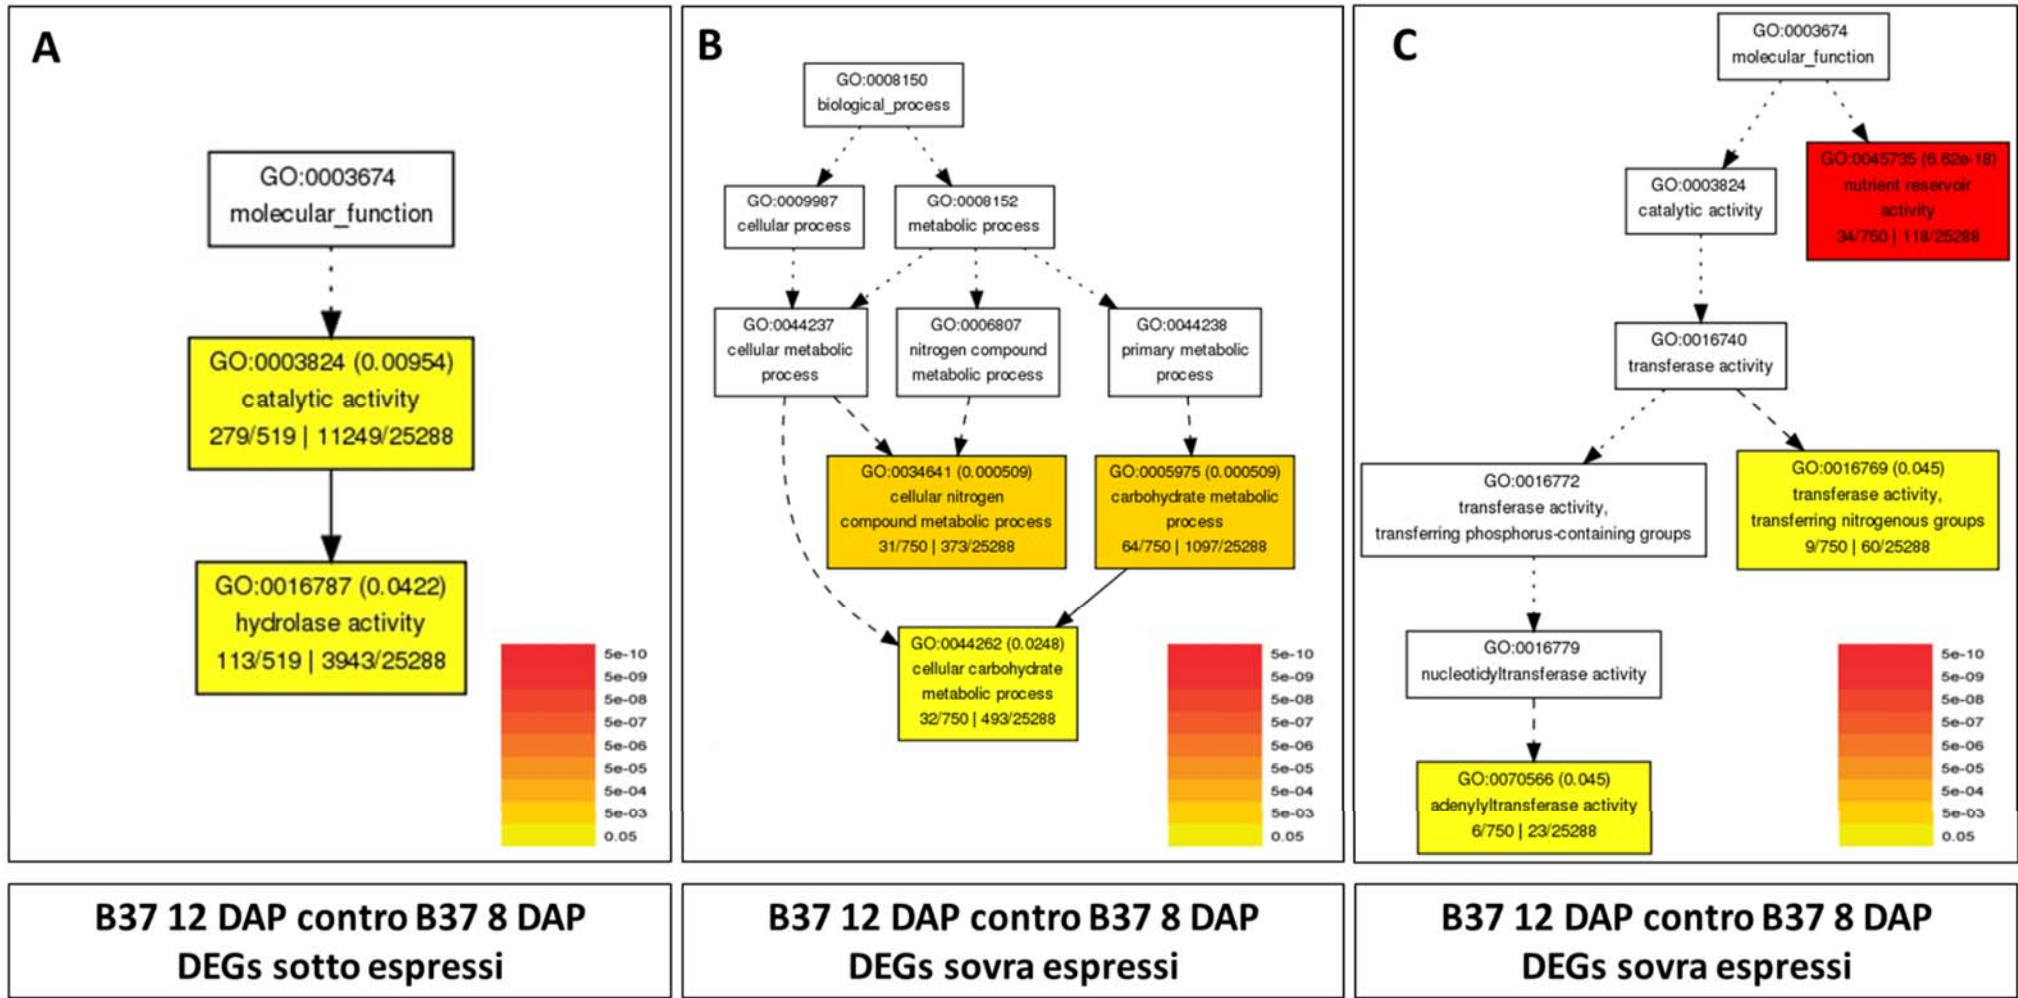 A
GO:0003674
molecular_function
GO:0003824 (0.00954)
catalytic activity
279/519 | 11249/25288
GO:0016787 (0.0422)
hydrolase activity
113/519 | 3943/25288
5e-10
5e-09
5e-08
5e-07
5e-06
5e-05
5e-04
5e-03
0.05
B37 12 DAP contro B37 8 DAP
DEGs sotto espressi
B
GO:0008150
biological_process
GO:0009987
cellular process
GO:0008152
metabolic process
GO:0044237
cellular metabolic
process
GO:0006807
nitrogen compound
metabolic process
GO:0044238
primary metabolic
process
GO:0034641 (0.000509)
cellular nitrogen
compound metabolic process
31/750 | 373/25288
GO:0005975 (0.000509)
carbohydrate metabolic
process
64/750 | 1097/25288
GO:0044262 (0.0248)
cellular carbohydrate
metabolic process
32/750 | 493/25288
5e-10
5e-09
5e-08
5e-07
5e-06
5e-05
5e-04
5e-03
0.05
B37 12 DAP contro B37 8 DAP
DEGs sovra espressi
C
GO:0003674
molecular_function
GO:0003824
catalytic activity
GO:0045735 (6.62e-18)
nutrient reservoir
activity
34/750 | 118/25288
GO:0016740
transferase activity
GO:0016772
transferase activity,
transferring phosphorus-containing groups
GO:0016769 (0.045)
transferase activity,
transferring nitrogenous groups
9/750 | 60/25288
GO:0016779
nucleotidyltransferase activity
GO:0070566 (0.045)
adenylyltransferase activity
6/750 | 23/25288
5e-10
5e-09
5e-08
5e-07
5e-06
5e-05
5e-04
5e-03
0.05
B37 12 DAP contro B37 8 DAP
DEGs sovra espressi